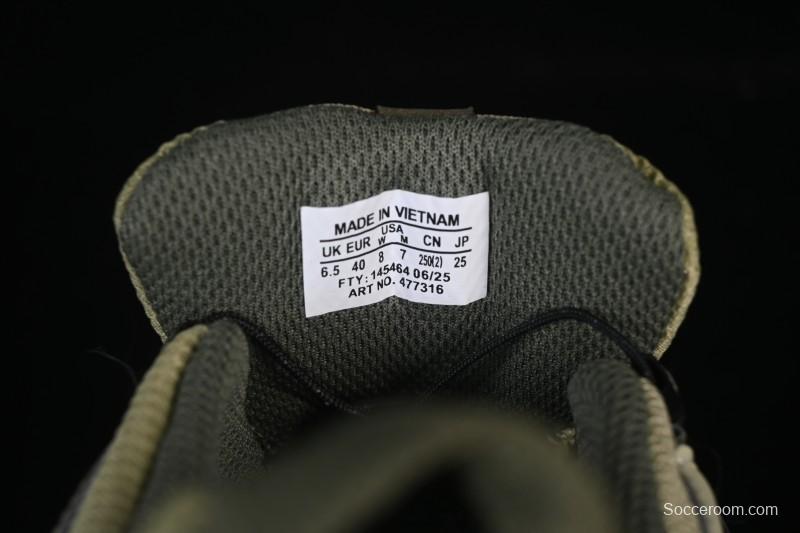 MADE IN VIETNAM
USA
UK EUR W M CN JP
6.5 40 8 7 250(2) 25
FTY: 145464 06/25
ART NO. 477316
Socceroom.com